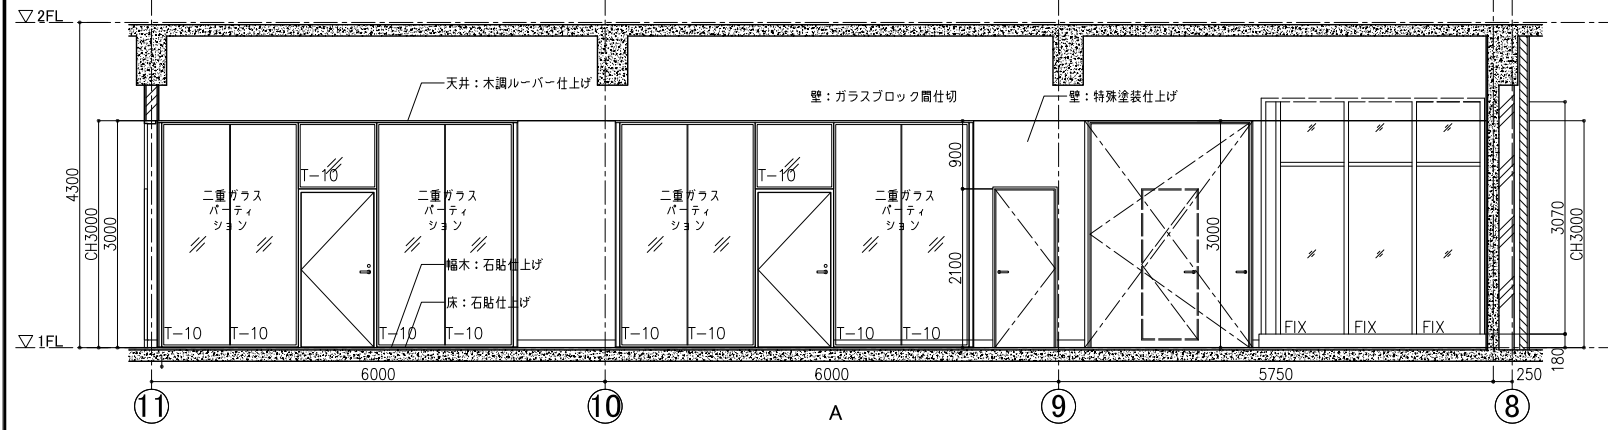 ▽2FL
天井：木調ルーバー仕上げ
壁：ガラスブロック間仕切
壁：特殊塗装仕上げ
4300
CH3000
3000
二重ガラス
パーティ
ション
T-10
T-10
T-10
二重ガラス
パーティ
ション
T-10
T-10
幅木：石貼仕上げ
床：石貼仕上げ
二重ガラス
パーティ
ション
T-10
T-10
T-10
二重ガラス
パーティ
ション
T-10
T-10
900
2100
3000
FIX
FIX
FIX
3070
CH3000
180
▽1FL
6000
6000
5750
250
11
10
A
9
8